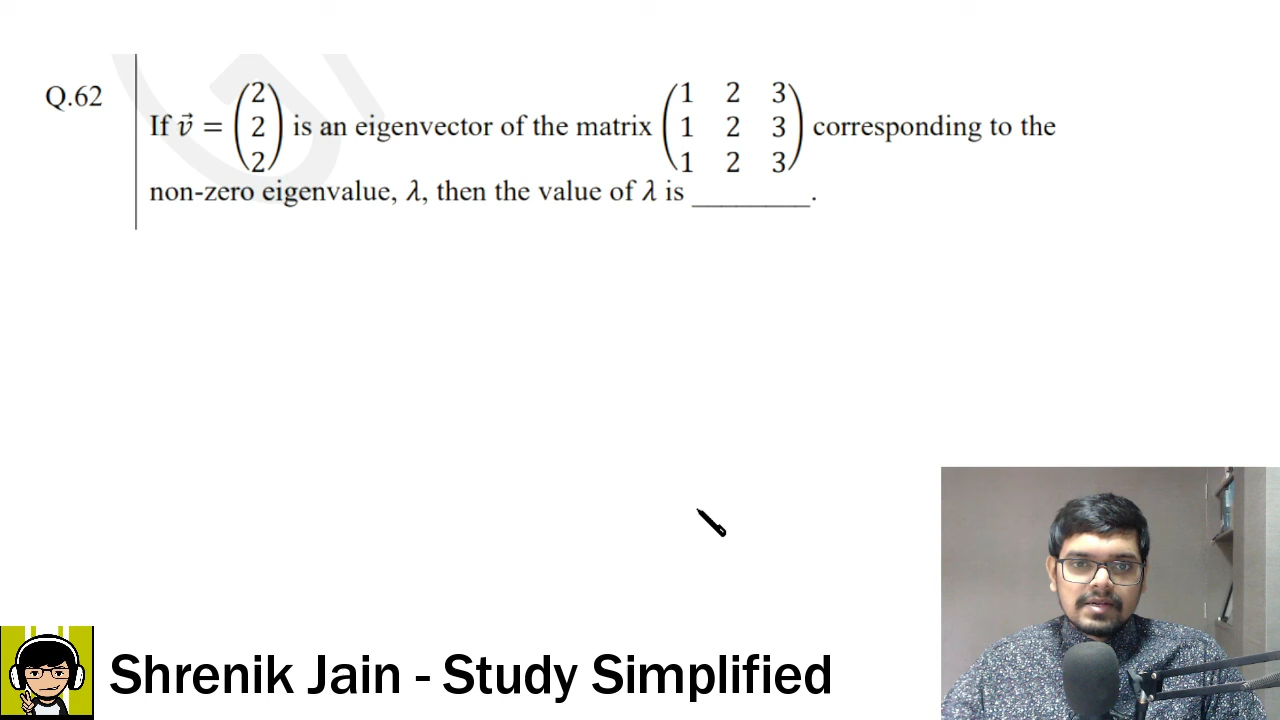 Q.62
If v⃗ = (2 2 2) is an eigenvector of the matrix (1 2 3 1 2 3 1 2 3) corresponding to the
non-zero eigenvalue, λ, then the value of λ is ________.
Shrenik Jain - Study Simplified